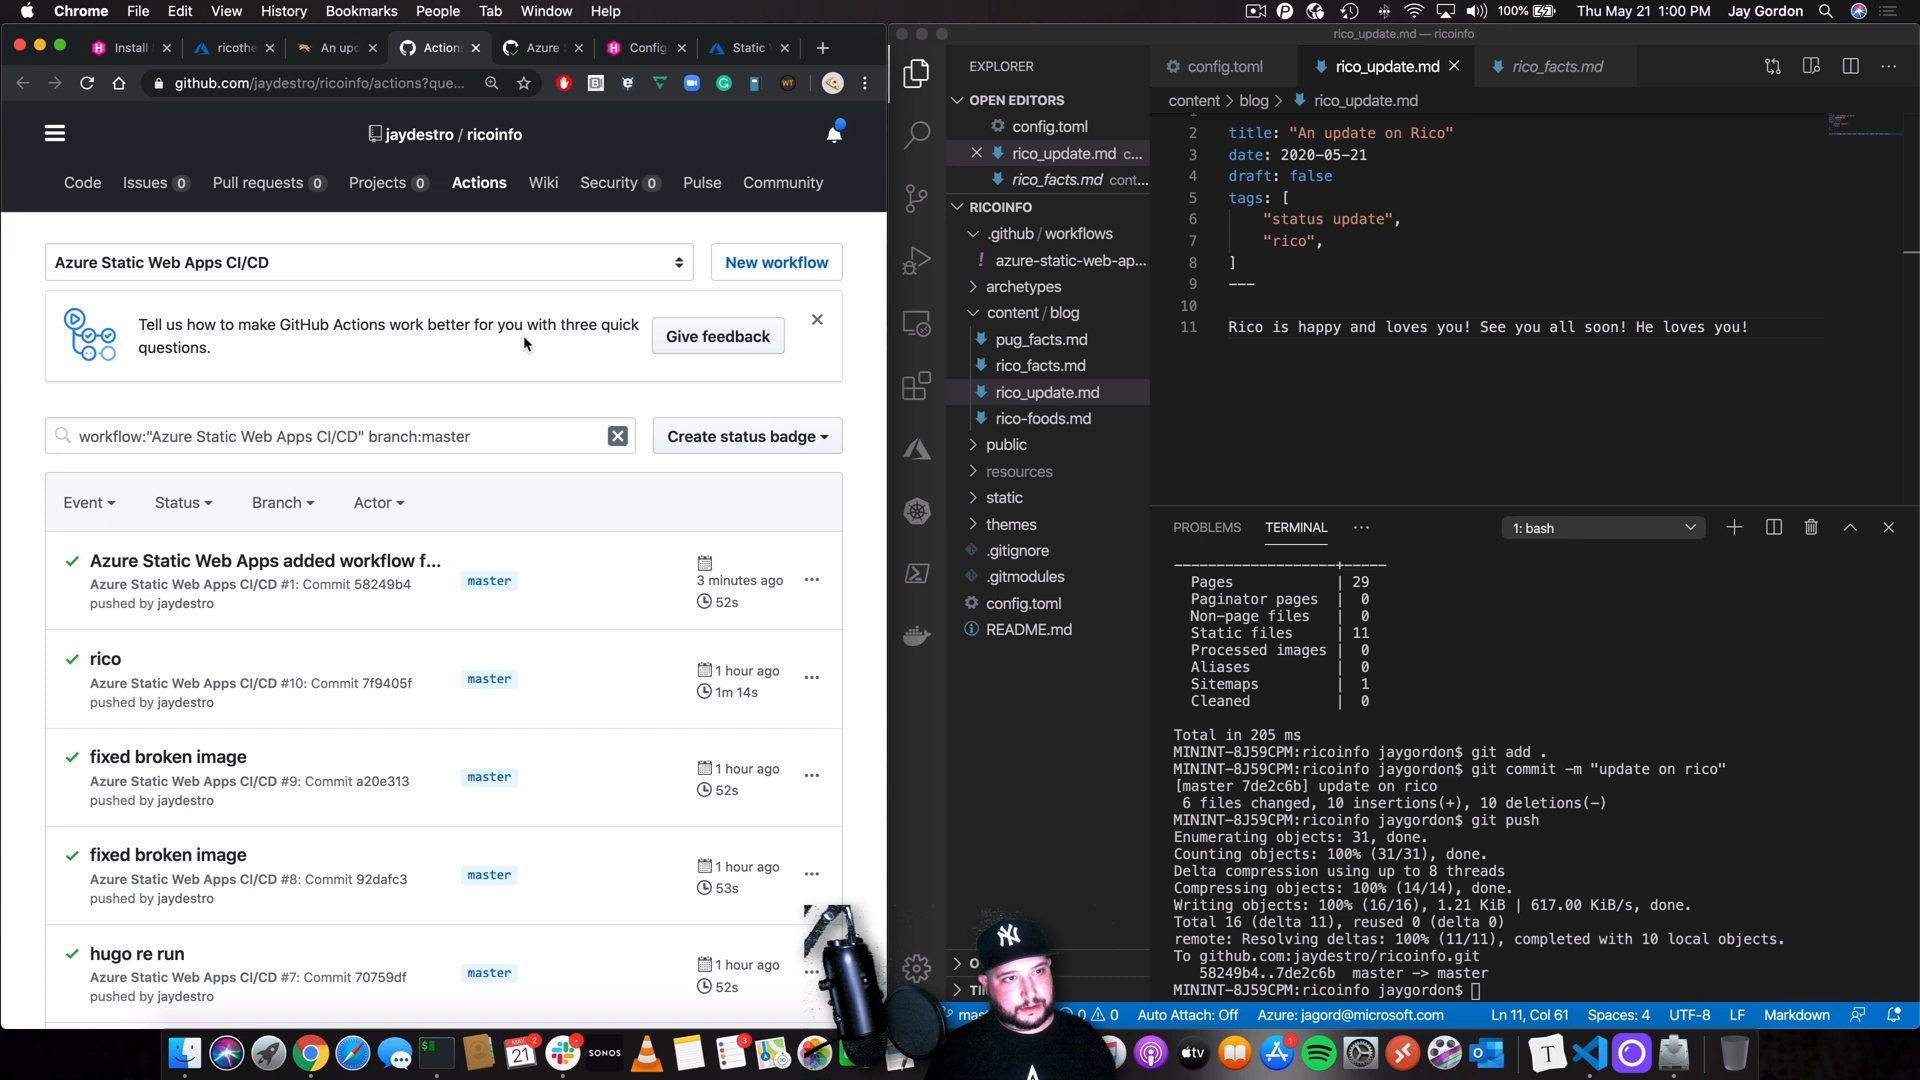 Chrome File Edit View History Bookmarks People Tab Window Help
100% Thu May 21 1:00 PM Jay Gordon
Install ricothe An upd Action Azure Config Static
github.com/jaydestro/ricoinfo/actions?que...
jaydestro / ricoinfo
Code Issues 0 Pull requests 0 Projects 0 Actions Wiki Security 0 Pulse Community
Azure Static Web Apps CI/CD
New workflow
Tell us how to make GitHub Actions work better for you with three quick
questions.
Give feedback
workflow:"Azure Static Web Apps CI/CD" branch:master
Create status badge
Event Status Branch Actor
Azure Static Web Apps added workflow f...
Azure Static Web Apps CI/CD #1: Commit 58249b4
pushed by jaydestro
master
3 minutes ago
52s
rico
Azure Static Web Apps CI/CD #10: Commit 7f9405f
pushed by jaydestro
master
1 hour ago
1m 14s
fixed broken image
Azure Static Web Apps CI/CD #9: Commit a20e313
pushed by jaydestro
master
1 hour ago
52s
fixed broken image
Azure Static Web Apps CI/CD #8: Commit 92dafc3
pushed by jaydestro
master
1 hour ago
53s
hugo re run
Azure Static Web Apps CI/CD #7: Commit 70759df
pushed by jaydestro
master
1 hour ago
52s
rico_update.md — ricoinfo
EXPLORER
OPEN EDITORS
config.toml
rico_update.md c...
rico_facts.md cont...
RICOINFO
.github / workflows
azure-static-web-ap...
archetypes
content / blog
pug_facts.md
rico_facts.md
rico_update.md
rico-foods.md
public
resources
static
themes
.gitignore
.gitmodules
config.toml
README.md
config.toml rico_update.md rico_facts.md
content > blog > rico_update.md
2 title: "An update on Rico"
3 date: 2020-05-21
4 draft: false
5 tags: [
6 "status update",
7 "rico",
8 ]
9 ---
10
11 Rico is happy and loves you! See you all soon! He loves you!
PROBLEMS TERMINAL ... 1: bash
-------------------+-----
Pages | 29
Paginator pages | 0
Non-page files | 0
Static files | 11
Processed images | 0
Aliases | 0
Sitemaps | 1
Cleaned | 0
Total in 205 ms
MININT-8J59CPM:ricoinfo jaygordon$ git add .
MININT-8J59CPM:ricoinfo jaygordon$ git commit -m "update on rico"
[master 7de2c6b] update on rico
6 files changed, 10 insertions(+), 10 deletions(-)
MININT-8J59CPM:ricoinfo jaygordon$ git push
Enumerating objects: 31, done.
Counting objects: 100% (31/31), done.
Delta compression using up to 8 threads
Compressing objects: 100% (14/14), done.
Writing objects: 100% (16/16), 1.21 KiB | 617.00 KiB/s, done.
Total 16 (delta 11), reused 0 (delta 0)
remote: Resolving deltas: 100% (11/11), completed with 10 local objects.
To github.com:jaydestro/ricoinfo.git
58249b4..7de2c6b master -> master
MININT-8J59CPM:ricoinfo jaygordon$
0 0 Auto Attach: Off Azure: jagord@microsoft.com Ln 11, Col 61 Spaces: 4 UTF-8 LF Markdown
SONOS